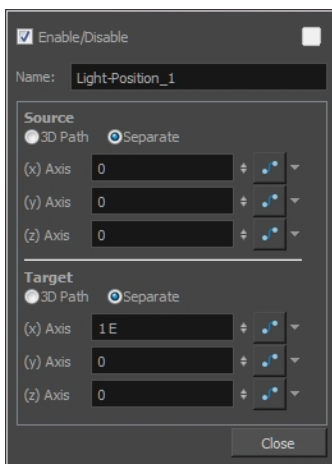 Enable/Disable
Name: Light-Position_1
Source
3D Path Separate
(x) Axis 0
(y) Axis 0
(z) Axis 0
Target
3D Path Separate
(x) Axis 1 E
(y) Axis 0
(z) Axis 0
Close